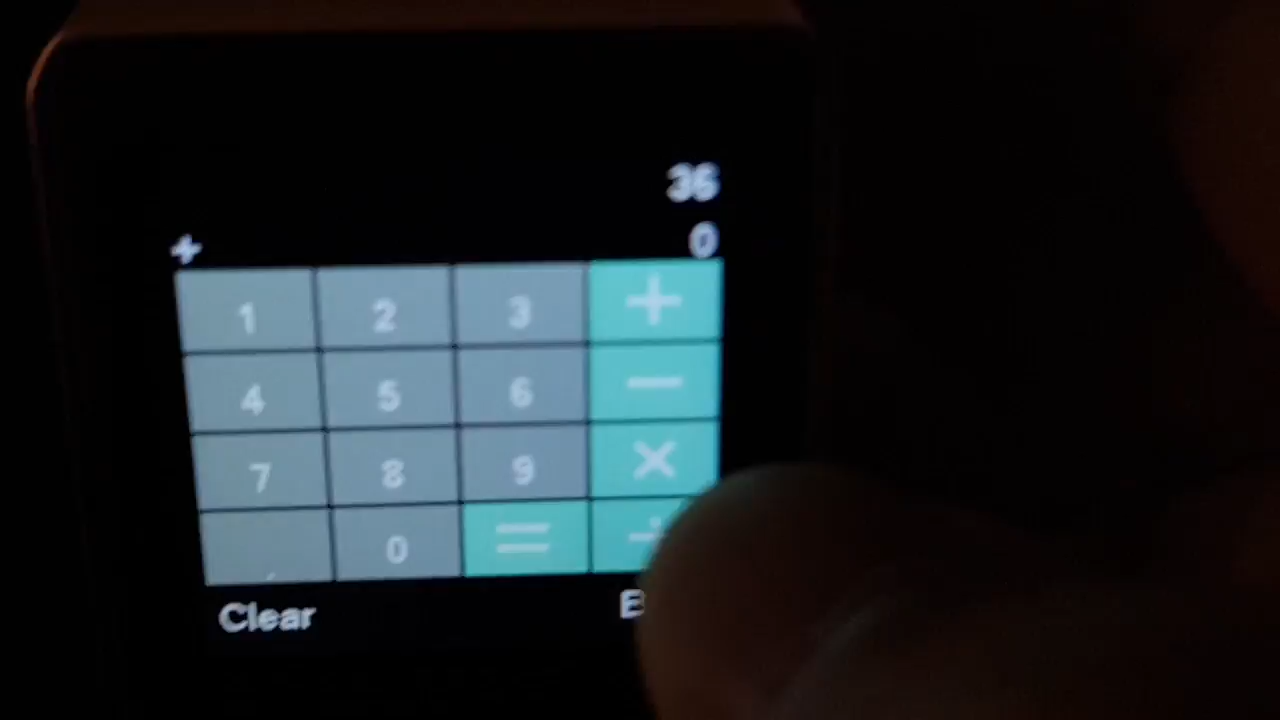 36
+ 0
1 2 3 +
4 5 6 −
7 8 9 ×
, 0 = ÷
Clear